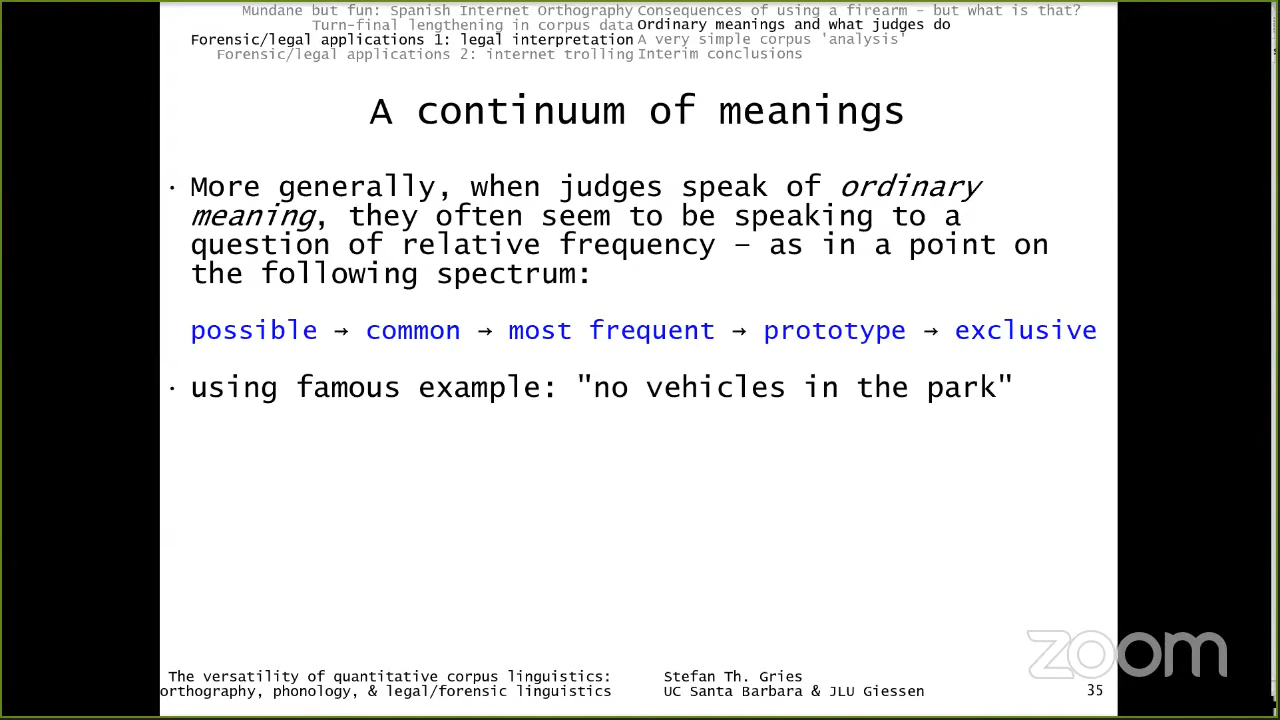 Mundane but fun: Spanish Internet Orthography
Turn-final lengthening in corpus data
Forensic/legal applications 1: legal interpretation
Forensic/legal applications 2: internet trolling
Consequences of using a firearm – but what is that?
Ordinary meanings and what judges do
A very simple corpus 'analysis'
Interim conclusions
A continuum of meanings
• More generally, when judges speak of ordinary
meaning, they often seem to be speaking to a
question of relative frequency – as in a point on
the following spectrum:
possible → common → most frequent → prototype → exclusive
• using famous example: "no vehicles in the park"
zoom
The versatility of quantitative corpus linguistics:
orthography, phonology, & legal/forensic linguistics
Stefan Th. Gries
UC Santa Barbara & JLU Giessen
35